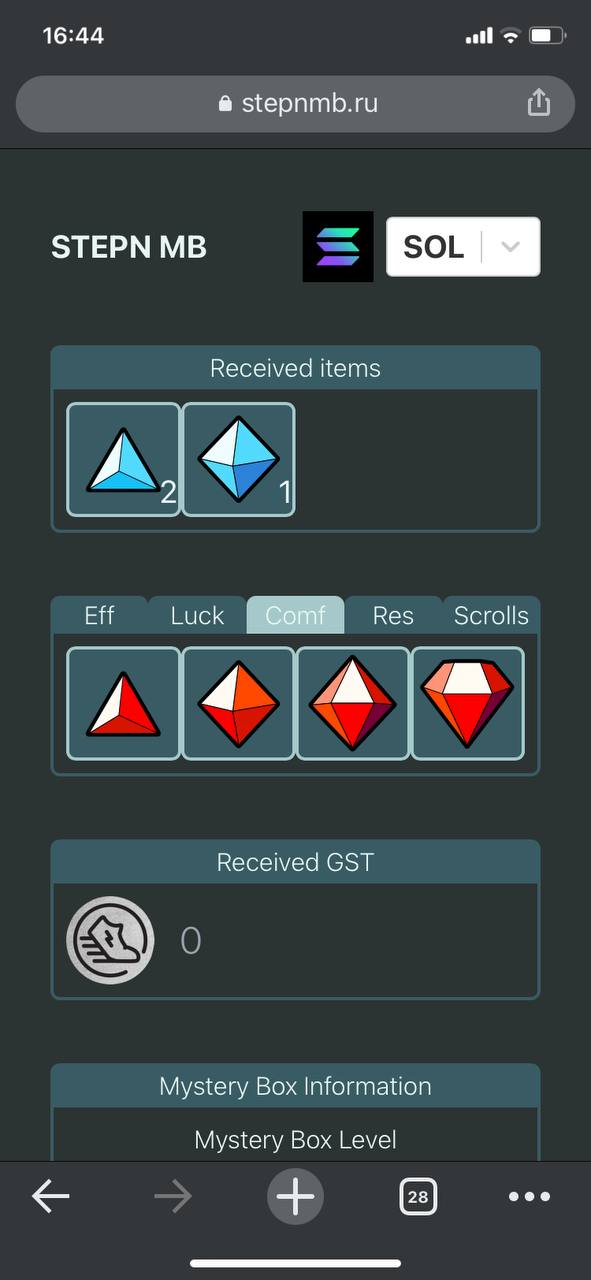 16:44
stepnmb.ru
STEPN MB
SOL
Received items
2 1
Eff Luck Comf Res Scrolls
Received GST
0
Mystery Box Information
Mystery Box Level
28